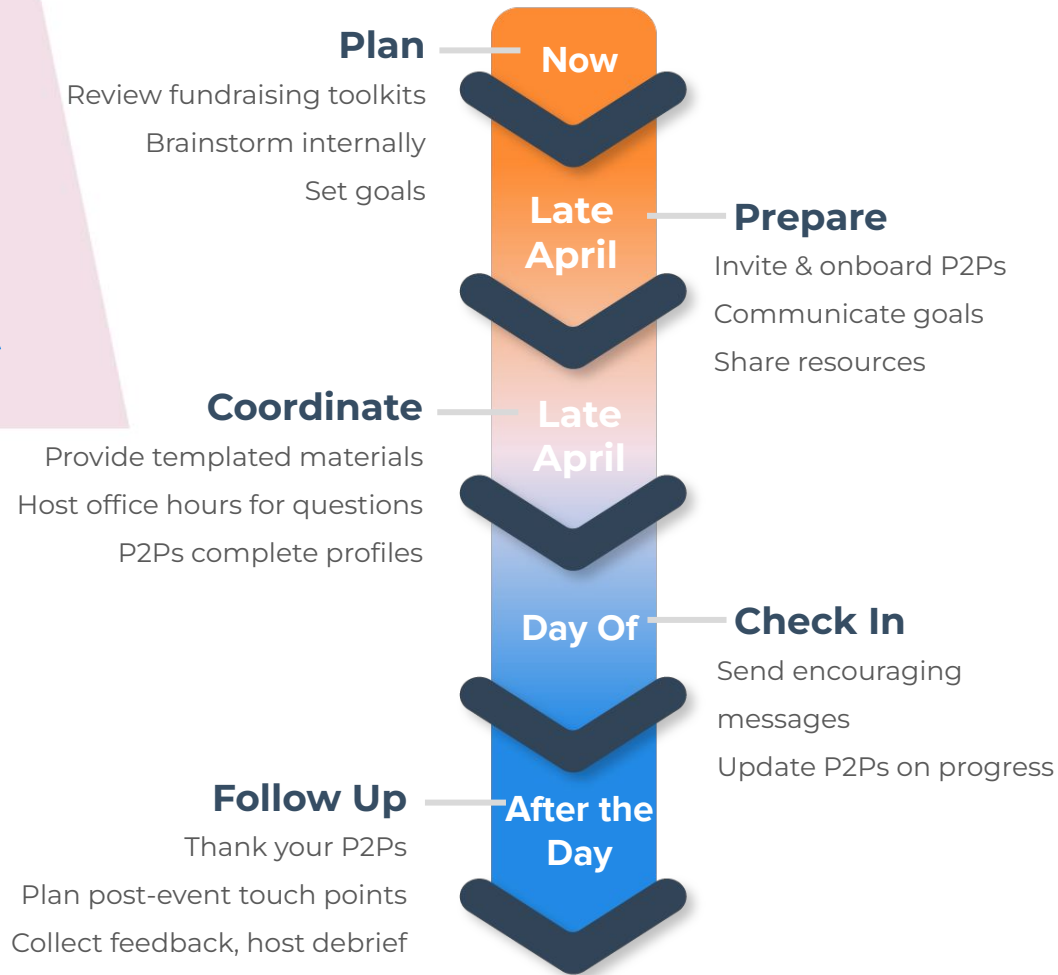 Plan
Now
Review fundraising toolkits
Brainstorm internally
Set goals
Late
April
Prepare
Invite & onboard P2Ps
Communicate goals
Share resources
Coordinate
Late
April
Provide templated materials
Host office hours for questions
P2Ps complete profiles
Day Of
Check In
Send encouraging
messages
Update P2Ps on progress
Follow Up
After the
Day
Thank your P2Ps
Plan post-event touch points
Collect feedback, host debrief